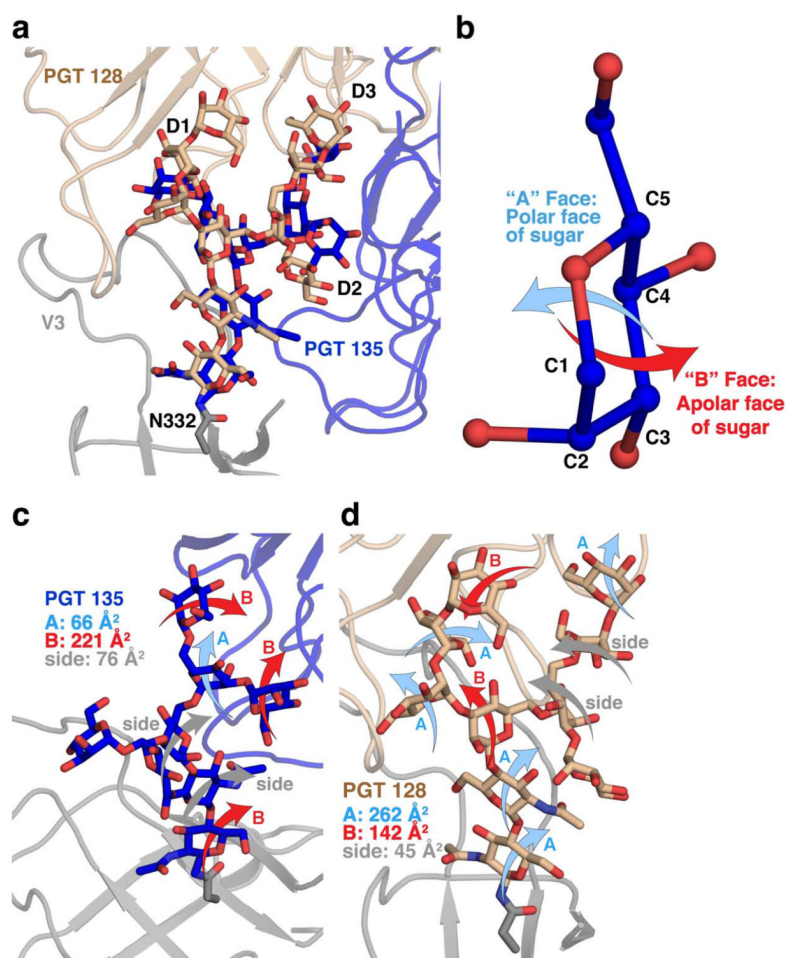 a
PGT 128
D1
D3
D2
V3
PGT 135
N332
b
C5
“A” Face:
Polar face
of sugar
C4
C1
“B” Face:
Apolar face
of sugar
C3
C2
c
PGT 135
A: 66 Å²
B: 221 Å²
side: 76 Å²
B
A
B
side
side
B
d
A
B
A
side
B
A
side
A
PGT 128
A: 262 Å²
B: 142 Å²
side: 45 Å²
A